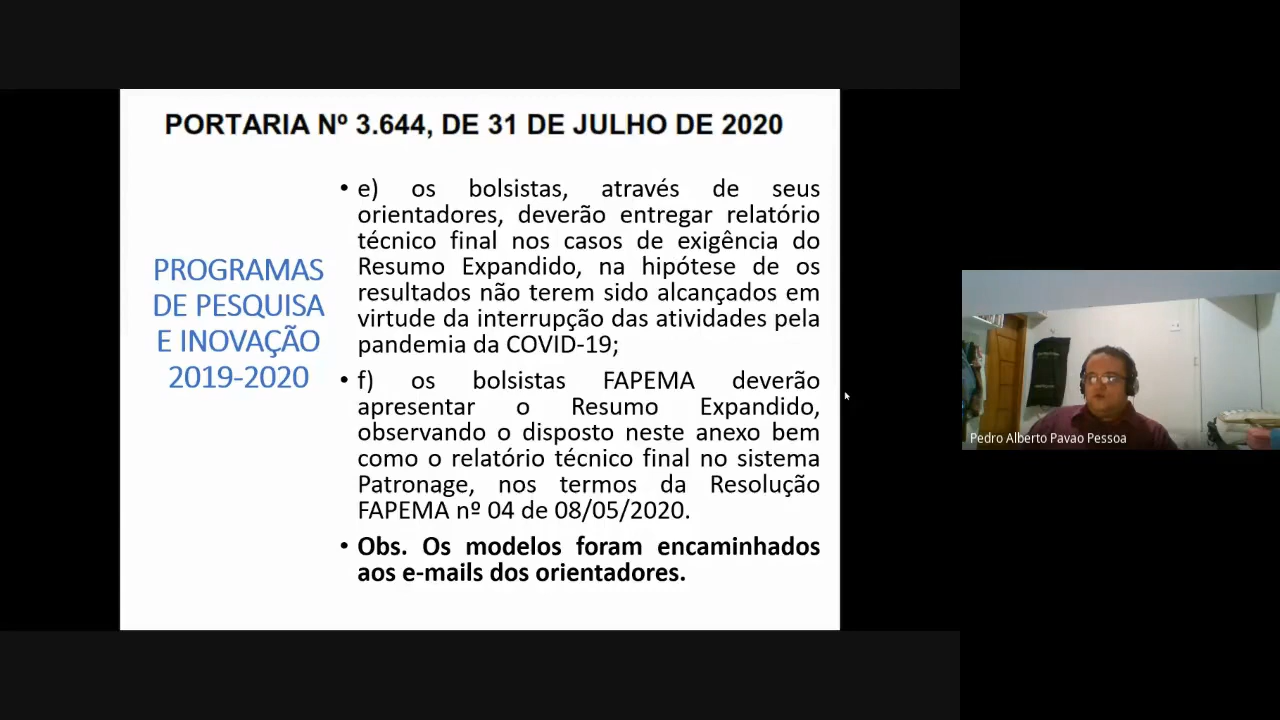 PORTARIA Nº 3.644, DE 31 DE JULHO DE 2020
PROGRAMAS
DE PESQUISA
E INOVAÇÃO
2019-2020
• e) os bolsistas, através de seus
orientadores, deverão entregar relatório
técnico final nos casos de exigência do
Resumo Expandido, na hipótese de os
resultados não terem sido alcançados em
virtude da interrupção das atividades pela
pandemia da COVID-19;
• f) os bolsistas FAPEMA deverão
apresentar o Resumo Expandido,
observando o disposto neste anexo bem
como o relatório técnico final no sistema
Patronage, nos termos da Resolução
FAPEMA nº 04 de 08/05/2020.
• Obs. Os modelos foram encaminhados
aos e-mails dos orientadores.
Pedro Alberto Pavao Pessoa